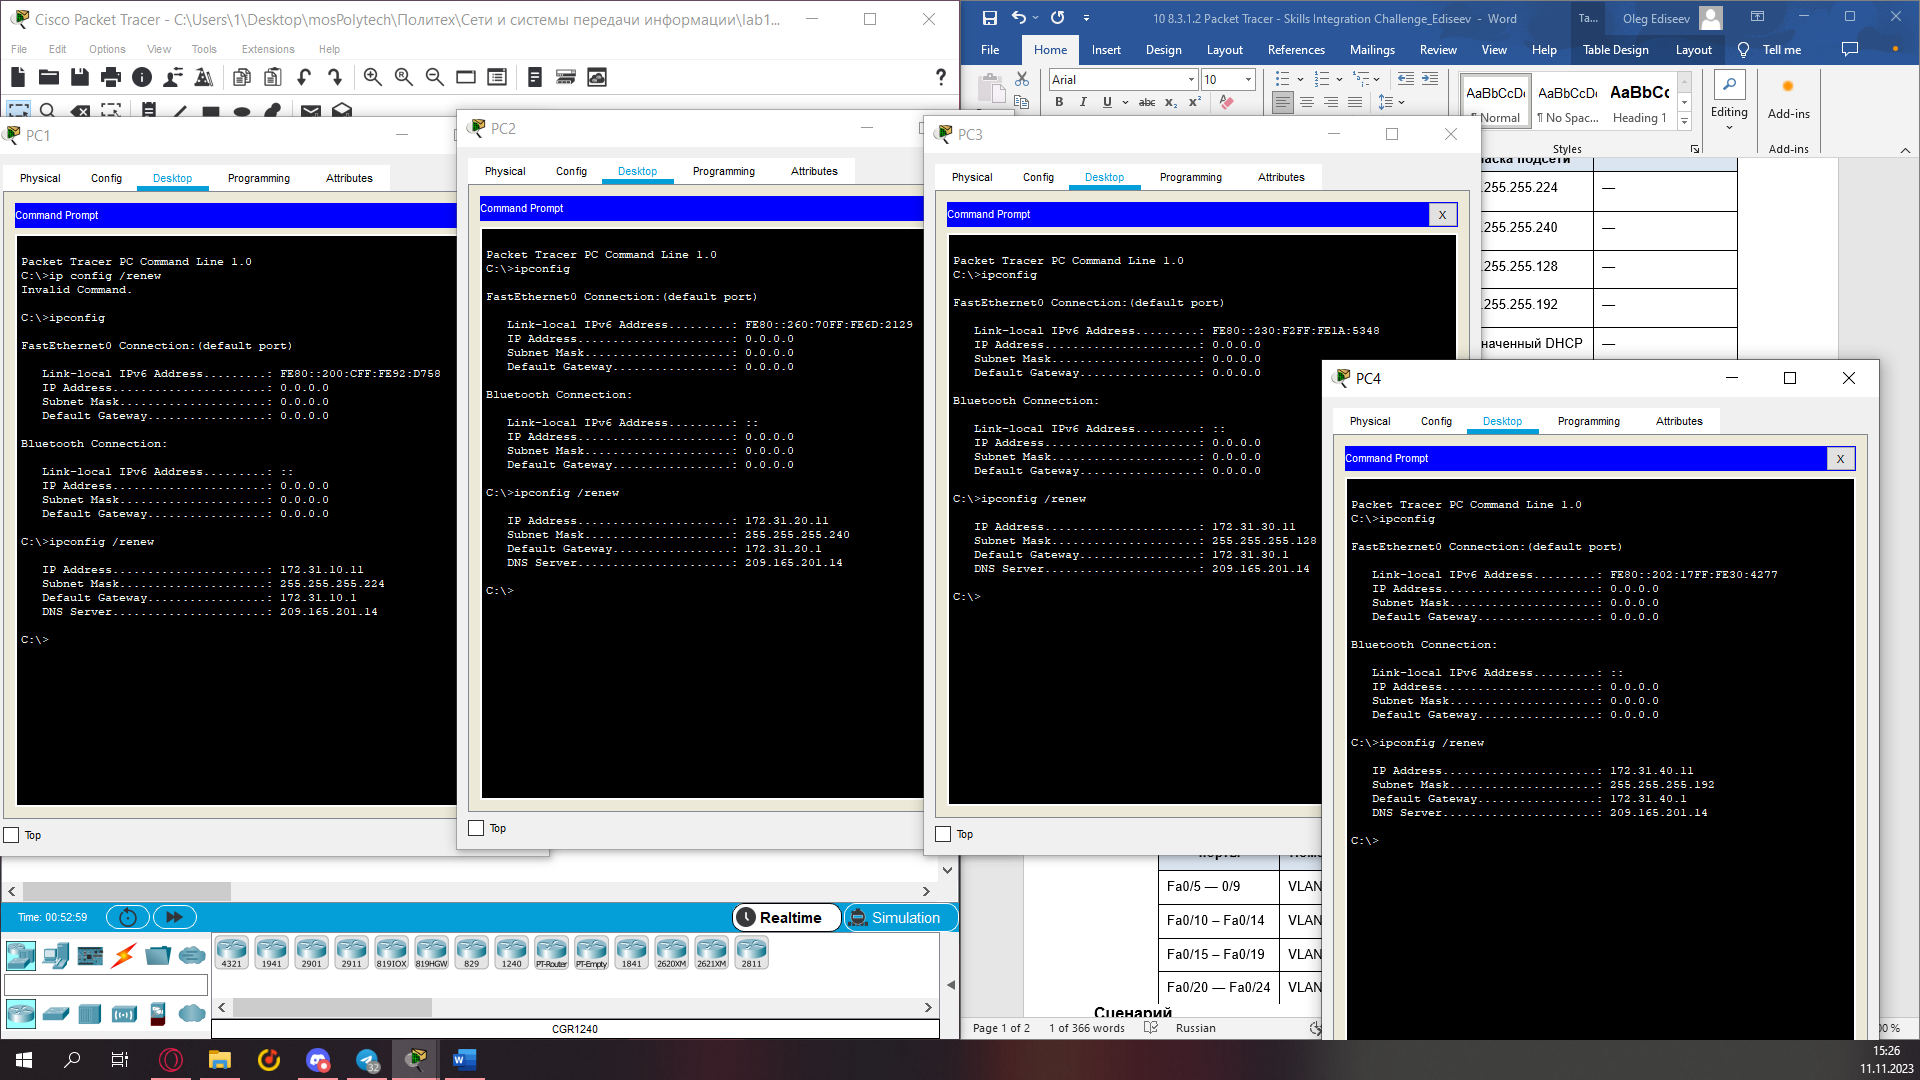 Cisco Packet Tracer - C:\Users\1\Desktop\mosPolytech\Политех\Сети и системы передачи информации\lab1...
File Edit Options View Tools Extensions Help
PC1
Physical Config Desktop Programming Attributes
Command Prompt
Packet Tracer PC Command Line 1.0
C:\>ip config /renew
Invalid Command.
C:\>ipconfig
FastEthernet0 Connection:(default port)
Link-local IPv6 Address.........: FE80::200:CFF:FE92:D758
IP Address......................: 0.0.0.0
Subnet Mask.....................: 0.0.0.0
Default Gateway.................: 0.0.0.0
Bluetooth Connection:
Link-local IPv6 Address.........: ::
IP Address......................: 0.0.0.0
Subnet Mask.....................: 0.0.0.0
Default Gateway.................: 0.0.0.0
C:\>ipconfig /renew
IP Address......................: 172.31.10.11
Subnet Mask.....................: 255.255.255.224
Default Gateway.................: 172.31.10.1
DNS Server......................: 209.165.201.14
C:\>
Top
PC2
Physical Config Desktop Programming Attributes
Command Prompt
Packet Tracer PC Command Line 1.0
C:\>ipconfig
FastEthernet0 Connection:(default port)
Link-local IPv6 Address.........: FE80::260:70FF:FE6D:2129
IP Address......................: 0.0.0.0
Subnet Mask.....................: 0.0.0.0
Default Gateway.................: 0.0.0.0
Bluetooth Connection:
Link-local IPv6 Address.........: ::
IP Address......................: 0.0.0.0
Subnet Mask.....................: 0.0.0.0
Default Gateway.................: 0.0.0.0
C:\>ipconfig /renew
IP Address......................: 172.31.20.11
Subnet Mask.....................: 255.255.255.240
Default Gateway.................: 172.31.20.1
DNS Server......................: 209.165.201.14
C:\>
Top
PC3
Physical Config Desktop Programming Attributes
Command Prompt X
Packet Tracer PC Command Line 1.0
C:\>ipconfig
FastEthernet0 Connection:(default port)
Link-local IPv6 Address.........: FE80::230:F2FF:FE1A:5348
IP Address......................: 0.0.0.0
Subnet Mask.....................: 0.0.0.0
Default Gateway.................: 0.0.0.0
Bluetooth Connection:
Link-local IPv6 Address.........: ::
IP Address......................: 0.0.0.0
Subnet Mask.....................: 0.0.0.0
Default Gateway.................: 0.0.0.0
C:\>ipconfig /renew
IP Address......................: 172.31.30.11
Subnet Mask.....................: 255.255.255.128
Default Gateway.................: 172.31.30.1
DNS Server......................: 209.165.201.14
C:\>
Top
PC4
Physical Config Desktop Programming Attributes
Command Prompt X
Packet Tracer PC Command Line 1.0
C:\>ipconfig
FastEthernet0 Connection:(default port)
Link-local IPv6 Address.........: FE80::202:17FF:FE30:4277
IP Address......................: 0.0.0.0
Subnet Mask.....................: 0.0.0.0
Default Gateway.................: 0.0.0.0
Bluetooth Connection:
Link-local IPv6 Address.........: ::
IP Address......................: 0.0.0.0
Subnet Mask.....................: 0.0.0.0
Default Gateway.................: 0.0.0.0
C:\>ipconfig /renew
IP Address......................: 172.31.40.11
Subnet Mask.....................: 255.255.255.192
Default Gateway.................: 172.31.40.1
DNS Server......................: 209.165.201.14
C:\>
10 8.3.1.2 Packet Tracer - Skills Integration Challenge_Ediseev - Word
Ta...
Oleg Ediseev
File Home Insert Design Layout References Mailings Review View Help Table Design Layout Tell me
Arial 10
B I U abc x₂ x²
AaBbCcDı AaBbCcDı AaBbCc
Normal ¶ No Spac... Heading 1
Styles
Editing
Add-ins
Add-ins
маска подсети
.255.255.224 —
.255.255.240 —
.255.255.128 —
.255.255.192 —
значенный DHCP —
Fa0/5 — 0/9 VLAN
Fa0/10 – Fa0/14 VLAN
Fa0/15 – Fa0/19 VLAN
Fa0/20 — Fa0/24 VLAN
Сценарий
Page 1 of 2 1 of 366 words Russian
00 %
Time: 00:52:59
Realtime Simulation
4321 1941 2901 2911 819IOX 819HGW 829 1240 PT-Router PT-Empty 1841 2620XM 2621XM 2811
CGR1240
32
15:26
11.11.2023